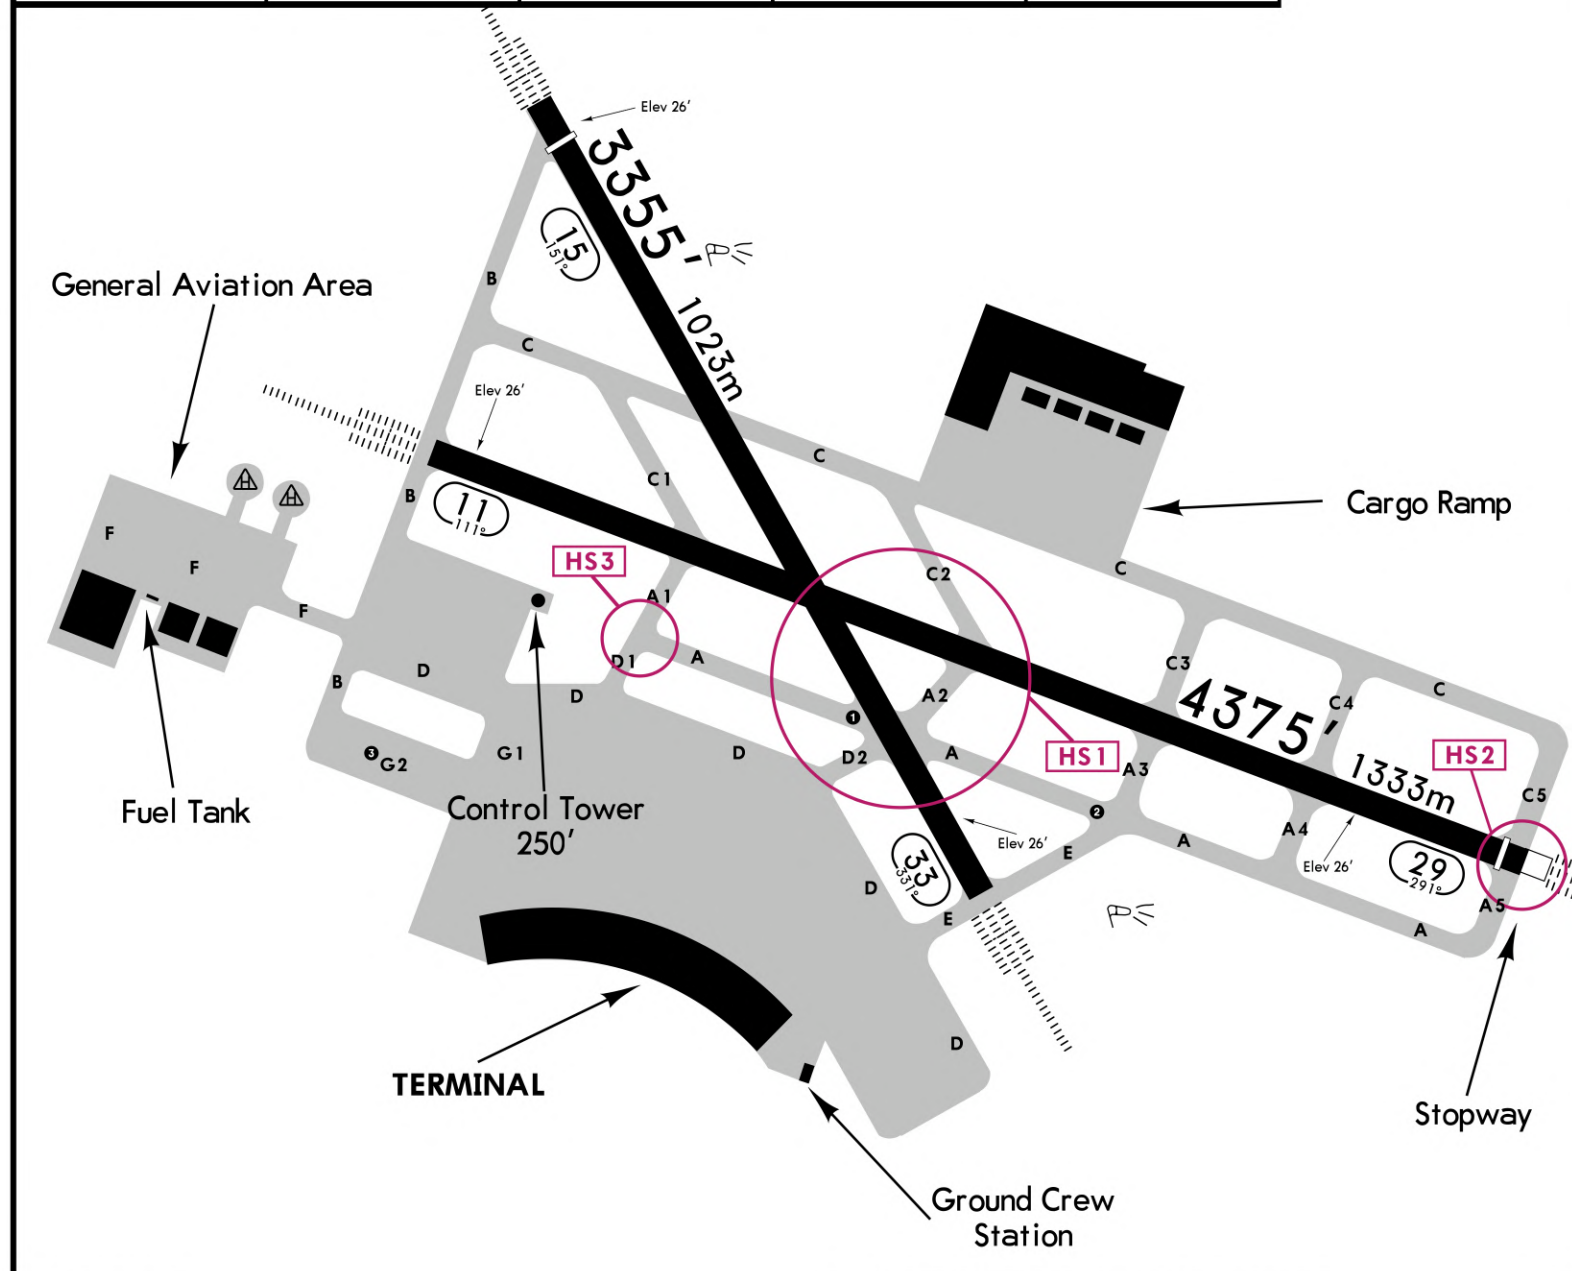 Elev 26'
3355'
1023m
15
151°
B
General Aviation Area
C
Elev 26'
C
C1
B
11
111°
Cargo Ramp
F
F
HS3
C2
C
A1
F
D1
A
C3
D
B
D
A2
C4
C
4375'
1333m
1
D2
D
A
HS1
A3
HS2
3
G2
G1
C5
Fuel Tank
Control Tower
250'
2
A
A4
Elev 26'
E
33
331°
Elev 26'
29
291°
D
E
A5
A
D
TERMINAL
Stopway
Ground Crew
Station
H
H